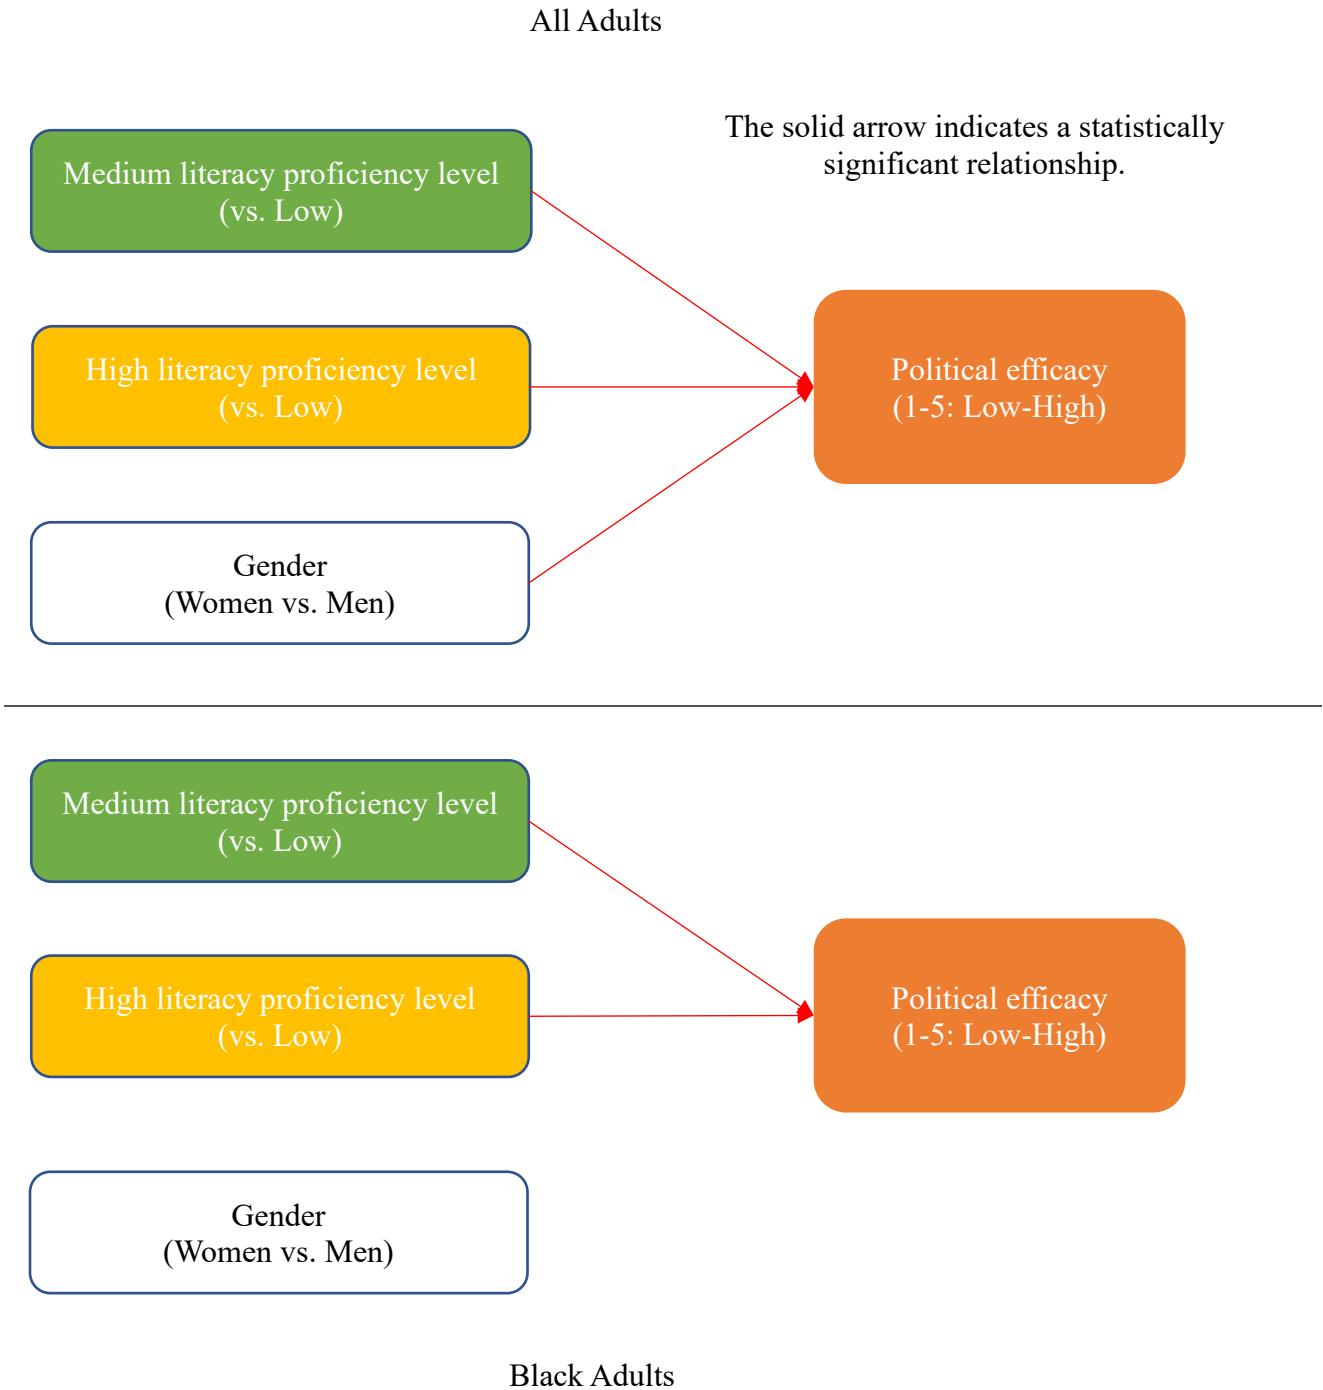 All Adults
The solid arrow indicates a statistically
significant relationship.
Medium literacy proficiency level
(vs. Low)
High literacy proficiency level
(vs. Low)
Political efficacy
(1-5: Low-High)
Gender
(Women vs. Men)
Medium literacy proficiency level
(vs. Low)
High literacy proficiency level
(vs. Low)
Political efficacy
(1-5: Low-High)
Gender
(Women vs. Men)
Black Adults